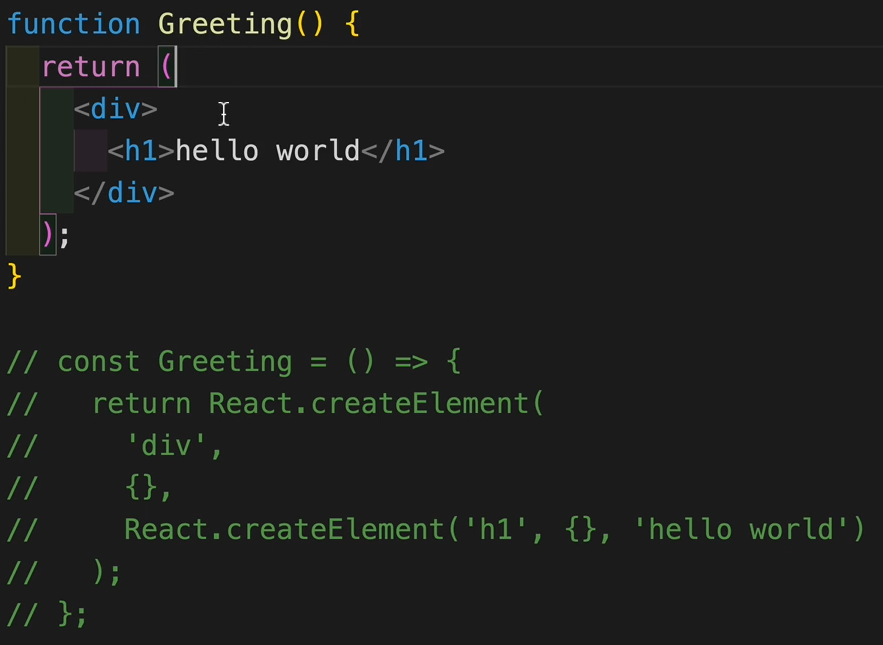 function Greeting() {
  return (
    <div>
      <h1>hello world</h1>
    </div>
  );
}
// const Greeting = () => {
//   return React.createElement(
//     'div',
//     {},
//     React.createElement('h1', {}, 'hello world')
//   );
// };